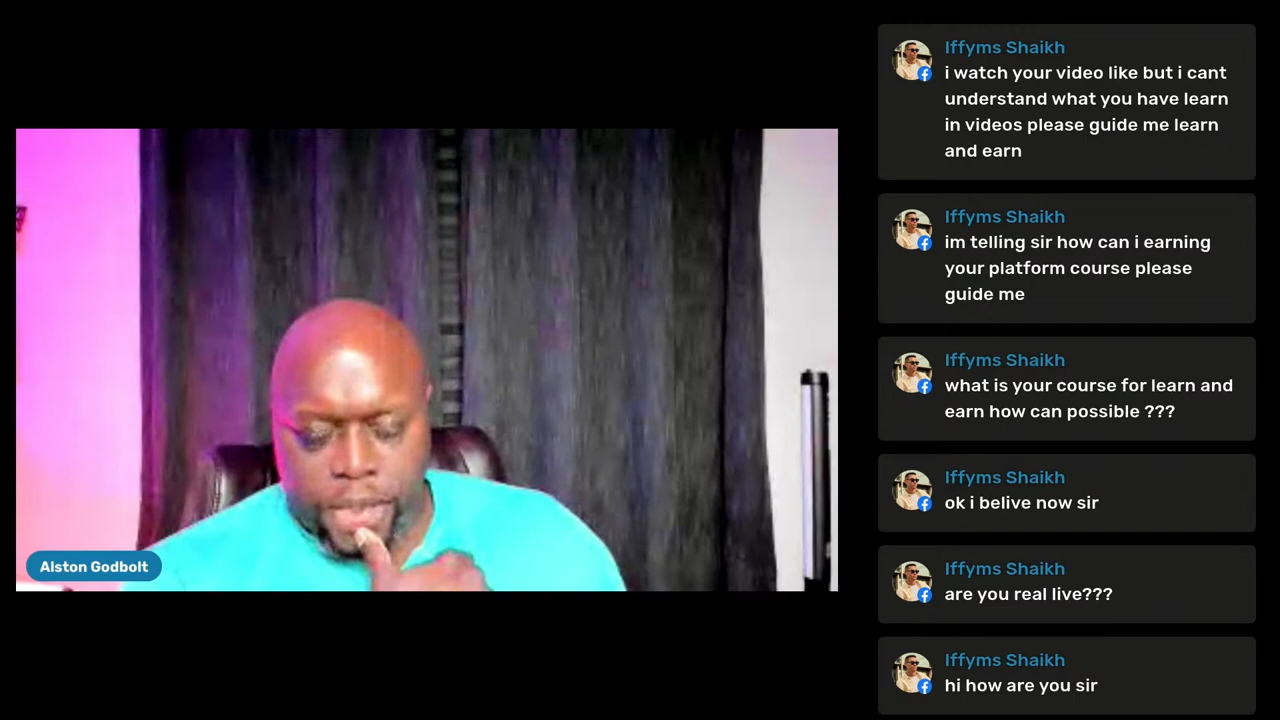 Alston Godbolt
Iffyms Shaikh
i watch your video like but i cant
understand what you have learn
in videos please guide me learn
and earn
Iffyms Shaikh
im telling sir how can i earning
your platform course please
guide me
Iffyms Shaikh
what is your course for learn and
earn how can possible ???
Iffyms Shaikh
ok i belive now sir
Iffyms Shaikh
are you real live???
Iffyms Shaikh
hi how are you sir